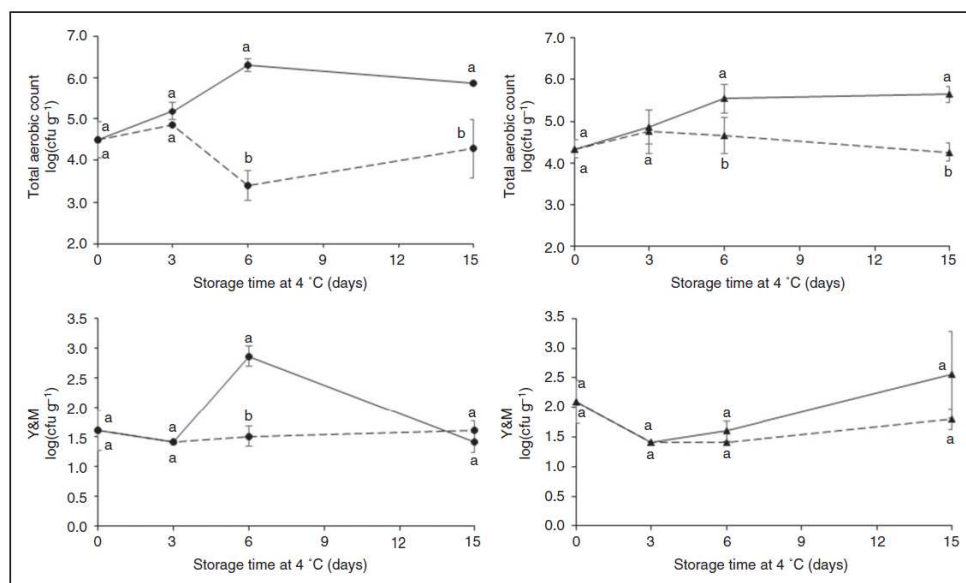 Total aerobic count
log(cfu g⁻¹)
7.0
6.0
5.0
4.0
3.0
2.0
a
a
a
a
a
b
a
b
0
3
6
9
12
15
Storage time at 4 ˚C (days)
Total aerobic count
log(cfu g⁻¹)
7.0
6.0
5.0
4.0
3.0
2.0
a
a
a
a
b
a
b
0
3
6
9
12
15
Storage time at 4 ˚C (days)
Y&M
log(cfu g⁻¹)
3.5
3.0
2.5
2.0
1.5
1.0
0.5
0.0
a
a
a
a
a
b
a
a
0
3
6
9
12
15
Storage time at 4 ˚C (days)
Y&M
log(cfu g⁻¹)
3.5
3.0
2.5
2.0
1.5
1.0
0.5
0.0
a
a
a
a
a
a
a
0
3
6
9
12
15
Storage time at 4 ˚C (days)